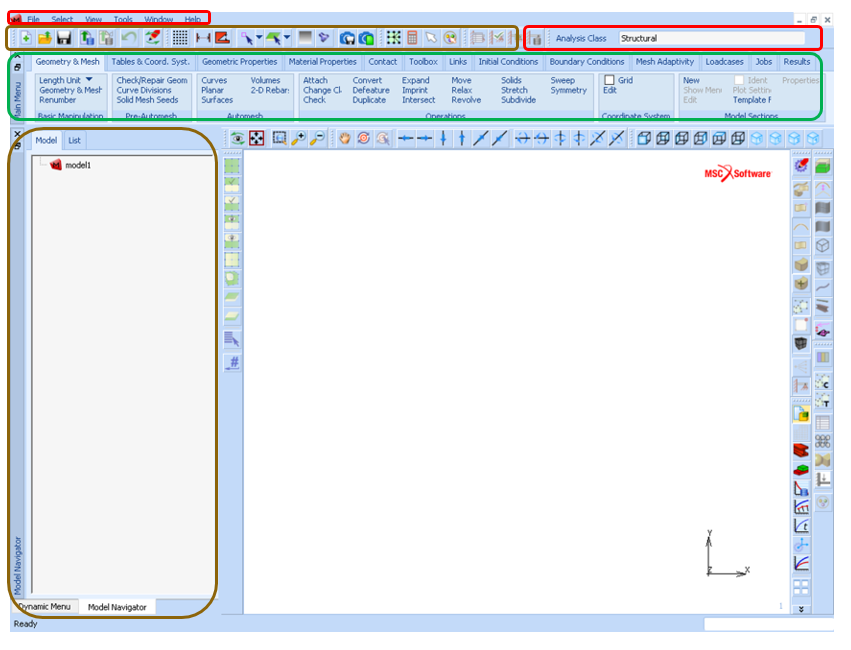 File Select View Tools Window Help
Analysis Class Structural
Geometry & Mesh Tables & Coord. Syst. Geometric Properties Material Properties Contact Toolbox Links Initial Conditions Boundary Conditions Mesh Adaptivity Loadcases Jobs Results
Length Unit Check/Repair Geom Curves Volumes Attach Convert Expand Move Solids Sweep Grid New Ident Properties
Geometry & Mesh Curve Divisions Planar 2-D Rebar Change Cl Defeature Imprint Relax Stretch Symmetry Edit Show Menu Plot Settin
Renumber Solid Mesh Seeds Surfaces Check Duplicate Intersect Revolve Subdivide Edit Template F
Basic Manipulation Pre-Automesh Automesh Operations Coordinate System Model Sections
Main Menu
Model List
model1
MSC Software
Y
Z X
1
Model Navigator
Dynamic Menu Model Navigator
Ready